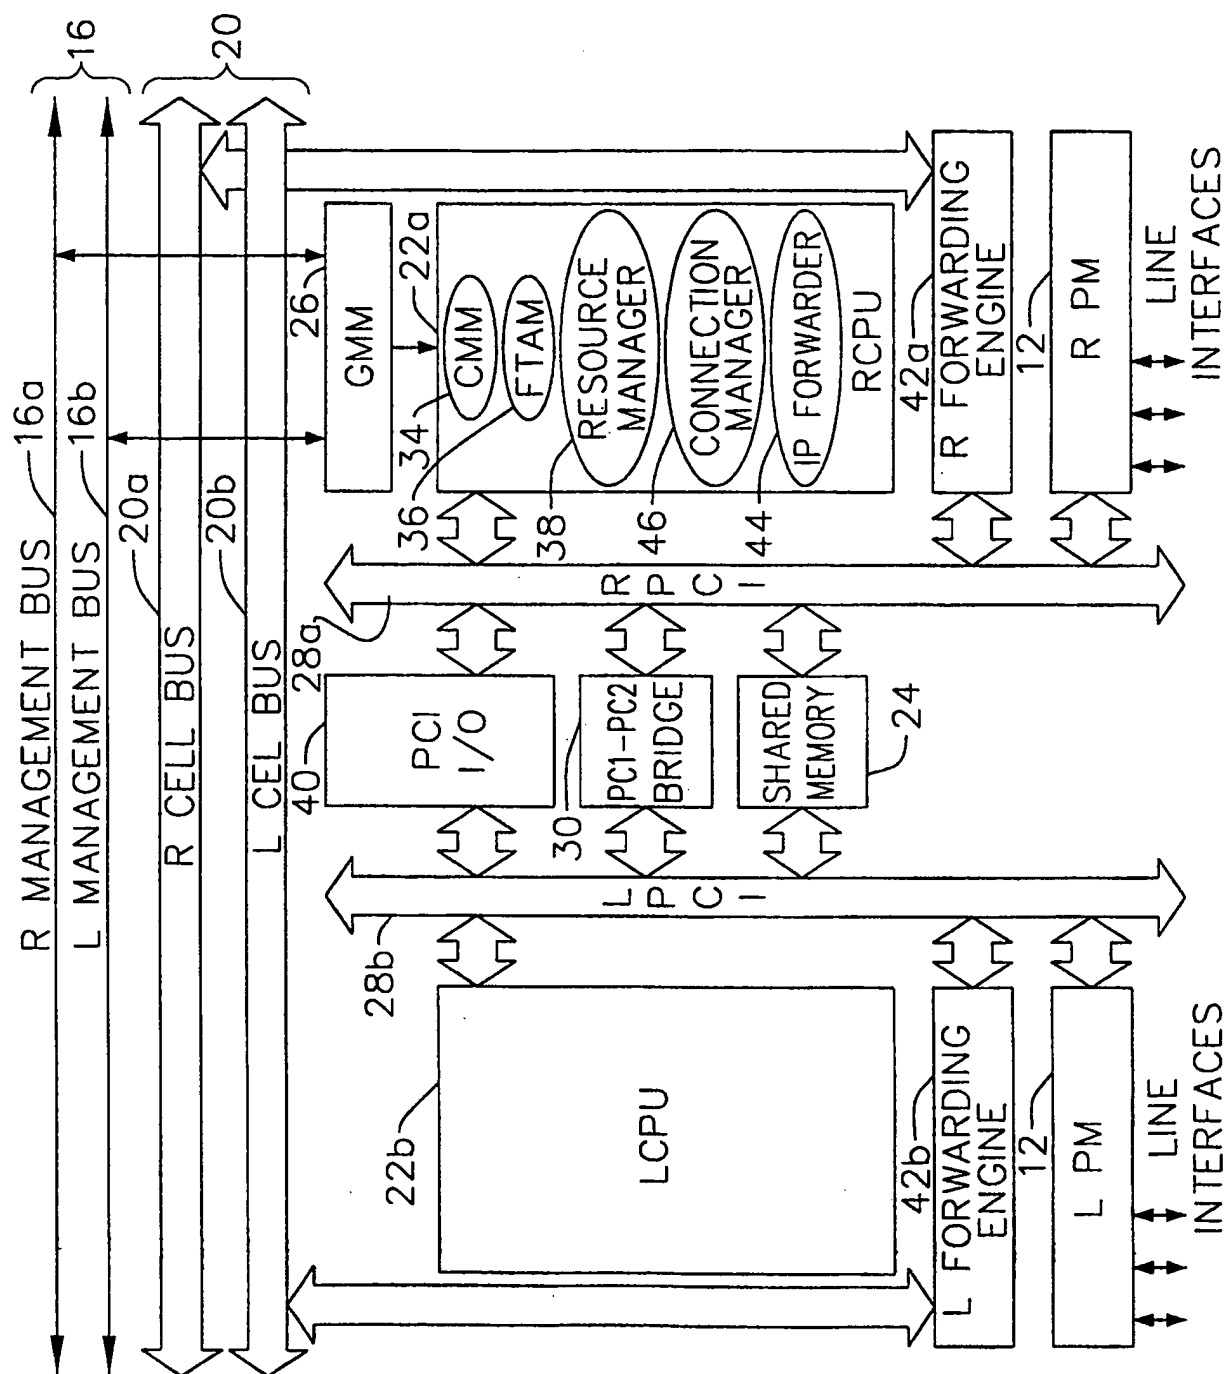 R MANAGEMENT BUS
16a
16
L MANAGEMENT BUS
16b
20a
R CELL BUS
20
20b
L CEL BUS
40
28a
26
GMM
22a
34
CMM
36
FTAM
38
RESOURCE
MANAGER
46
CONNECTION
MANAGER
44
IP FORWARDER
RCPU
PCI
I/O
30
PC1-PC2
BRIDGE
SHARED
MEMORY
24
R
P
C
I
L
P
C
I
28b
22b
LCPU
42b
L FORWARDING
ENGINE
12
L PM
LINE
INTERFACES
42a
R FORWARDING
ENGINE
12
R PM
LINE
INTERFACES